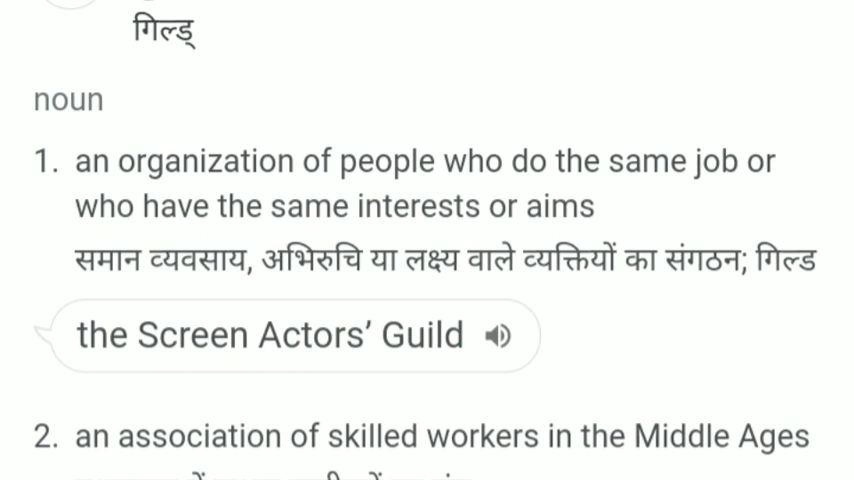 गिल्ड्
noun
1. an organization of people who do the same job or
who have the same interests or aims
समान व्यवसाय, अभिरुचि या लक्ष्य वाले व्यक्तियों का संगठन; गिल्ड
the Screen Actors’ Guild
2. an association of skilled workers in the Middle Ages